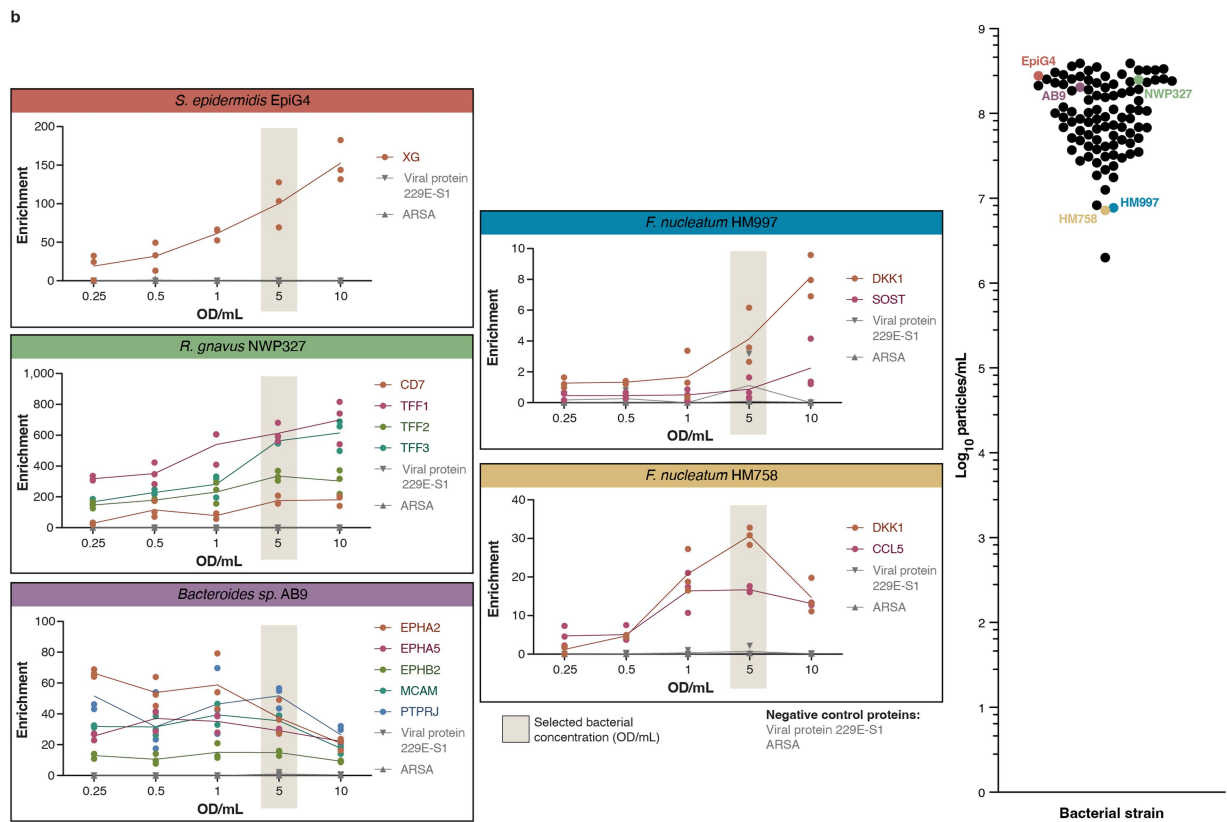 b
S. epidermidis EpiG4
200
150
100
50
0
Enrichment
0.25 0.5 1 5 10
OD/mL
XG
Viral protein
229E-S1
ARSA
R. gnavus NWP327
1,000
800
600
400
200
0
Enrichment
0.25 0.5 1 5 10
OD/mL
CD7
TFF1
TFF2
TFF3
Viral protein
229E-S1
ARSA
Bacteroides sp. AB9
100
80
60
40
20
0
Enrichment
0.25 0.5 1 5 10
OD/mL
EPHA2
EPHA5
EPHB2
MCAM
PTPRJ
Viral protein
229E-S1
ARSA
F. nucleatum HM997
10
8
6
4
2
0
Enrichment
0.25 0.5 1 5 10
OD/mL
DKK1
SOST
Viral protein
229E-S1
ARSA
F. nucleatum HM758
40
30
20
10
0
Enrichment
0.25 0.5 1 5 10
OD/mL
DKK1
CCL5
Viral protein
229E-S1
ARSA
Selected bacterial
concentration (OD/mL)
Negative control proteins:
Viral protein 229E-S1
ARSA
9
8
7
6
5
4
3
2
1
0
Log10 particles/mL
EpiG4
AB9
NWP327
HM997
HM758
Bacterial strain